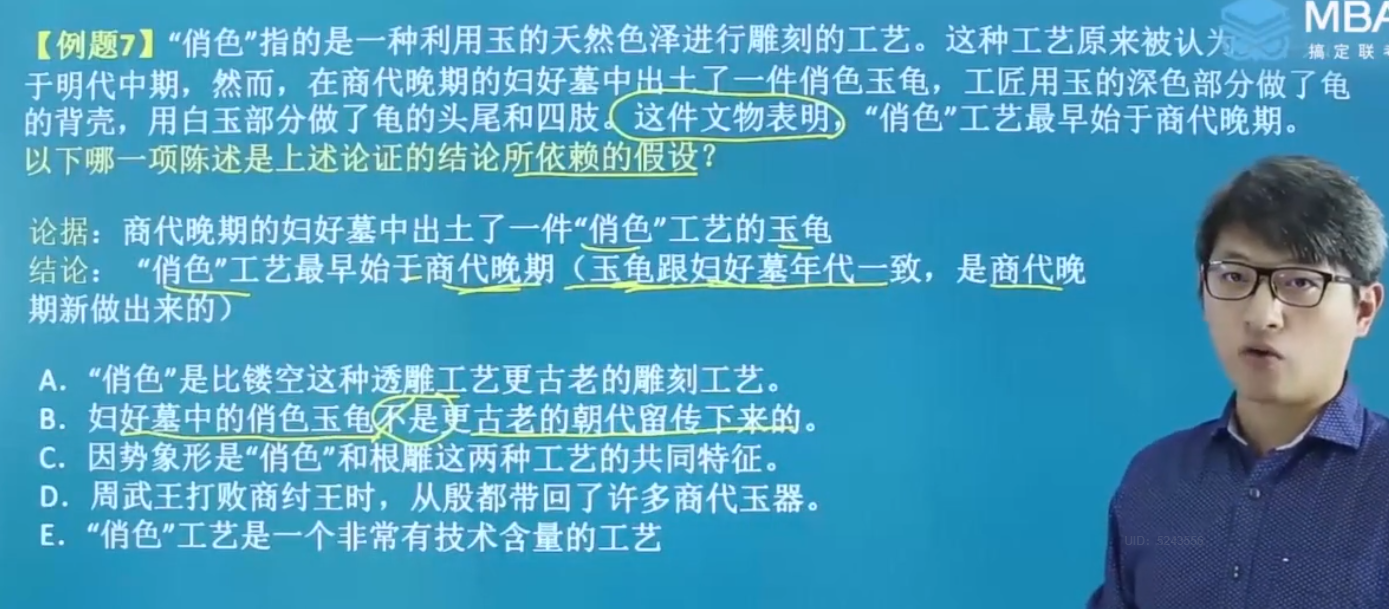 MBA
搞定联考
【例题7】“俏色”指的是一种利用玉的天然色泽进行雕刻的工艺。这种工艺原来被认为
于明代中期，然而，在商代晚期的妇好墓中出土了一件俏色玉龟，工匠用玉的深色部分做了龟
的背壳，用白玉部分做了龟的头尾和四肢。这件文物表明，“俏色”工艺最早始于商代晚期。
以下哪一项陈述是上述论证的结论所依赖的假设？
论据：商代晚期的妇好墓中出土了一件“俏色”工艺的玉龟
结论：“俏色”工艺最早始于商代晚期（玉龟跟妇好墓年代一致，是商代晚
期新做出来的）
A. “俏色”是比镂空这种透雕工艺更古老的雕刻工艺。
B. 妇好墓中的俏色玉龟不是更古老的朝代留传下来的。
C. 因势象形是“俏色”和根雕这两种工艺的共同特征。
D. 周武王打败商纣王时，从殷都带回了许多商代玉器。
E. “俏色”工艺是一个非常有技术含量的工艺
UID: 5243555